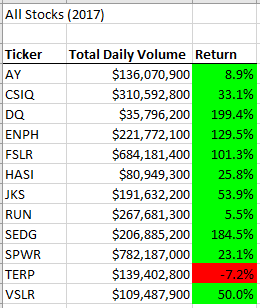 All Stocks (2017)
Ticker Total Daily Volume Return
AY $136,070,900 8.9%
CSIQ $310,592,800 33.1%
DQ $35,796,200 199.4%
ENPH $221,772,100 129.5%
FSLR $684,181,400 101.3%
HASI $80,949,300 25.8%
JKS $191,632,200 53.9%
RUN $267,681,300 5.5%
SEDG $206,885,200 184.5%
SPWR $782,187,000 23.1%
TERP $139,402,800 -7.2%
VSLR $109,487,900 50.0%